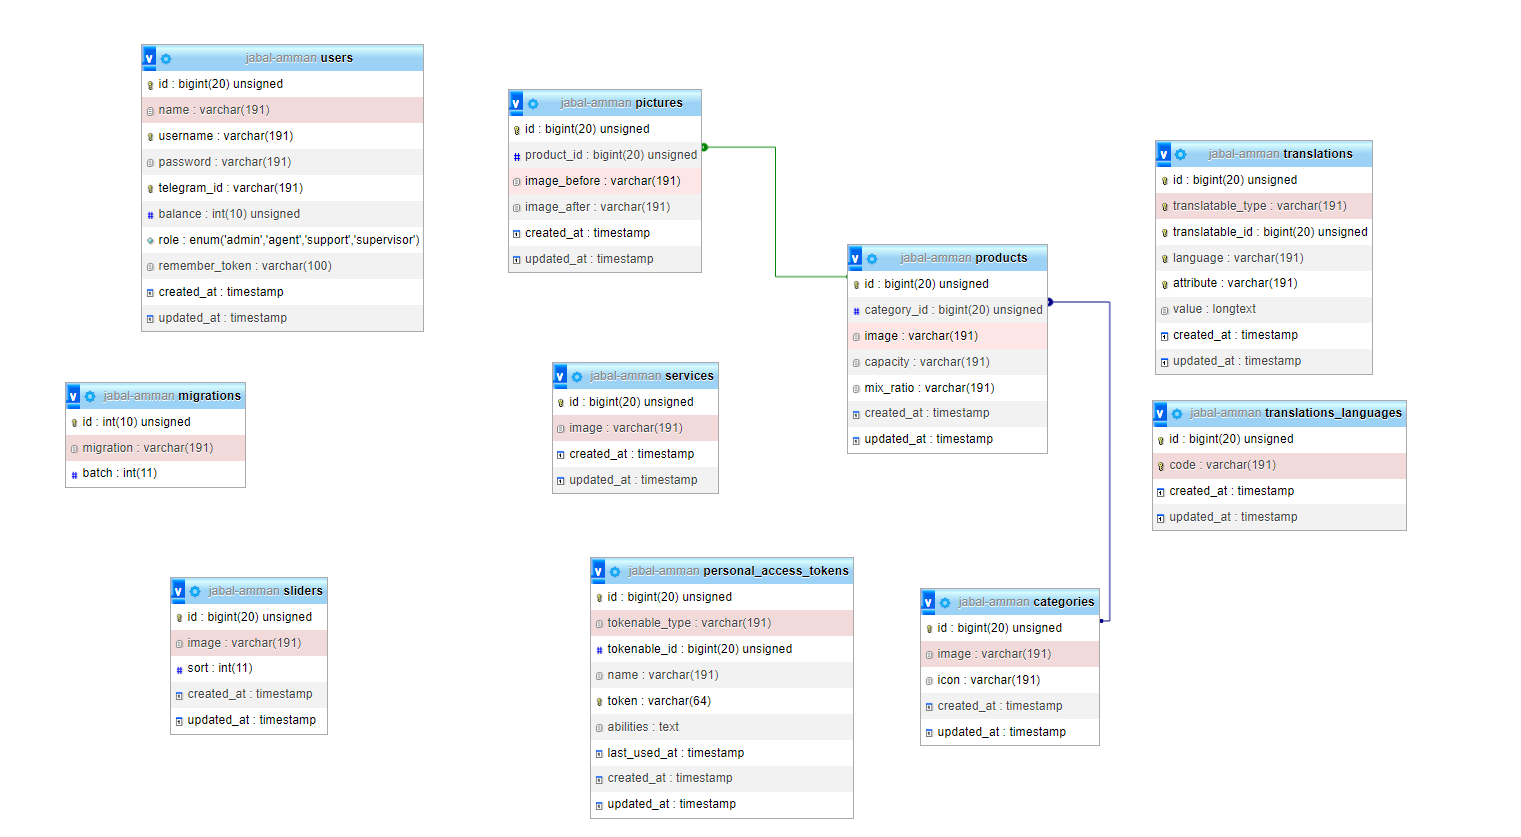 jabal-amman users
id : bigint(20) unsigned
name : varchar(191)
username : varchar(191)
password : varchar(191)
telegram_id : varchar(191)
balance : int(10) unsigned
role : enum('admin','agent','support','supervisor')
remember_token : varchar(100)
created_at : timestamp
updated_at : timestamp
jabal-amman pictures
id : bigint(20) unsigned
product_id : bigint(20) unsigned
image_before : varchar(191)
image_after : varchar(191)
created_at : timestamp
updated_at : timestamp
jabal-amman translations
id : bigint(20) unsigned
translatable_type : varchar(191)
translatable_id : bigint(20) unsigned
language : varchar(191)
attribute : varchar(191)
value : longtext
created_at : timestamp
updated_at : timestamp
jabal-amman products
id : bigint(20) unsigned
category_id : bigint(20) unsigned
image : varchar(191)
capacity : varchar(191)
mix_ratio : varchar(191)
created_at : timestamp
updated_at : timestamp
jabal-amman services
id : bigint(20) unsigned
image : varchar(191)
created_at : timestamp
updated_at : timestamp
jabal-amman migrations
id : int(10) unsigned
migration : varchar(191)
batch : int(11)
jabal-amman translations_languages
id : bigint(20) unsigned
code : varchar(191)
created_at : timestamp
updated_at : timestamp
jabal-amman sliders
id : bigint(20) unsigned
image : varchar(191)
sort : int(11)
created_at : timestamp
updated_at : timestamp
jabal-amman personal_access_tokens
id : bigint(20) unsigned
tokenable_type : varchar(191)
tokenable_id : bigint(20) unsigned
name : varchar(191)
token : varchar(64)
abilities : text
last_used_at : timestamp
created_at : timestamp
updated_at : timestamp
jabal-amman categories
id : bigint(20) unsigned
image : varchar(191)
icon : varchar(191)
created_at : timestamp
updated_at : timestamp